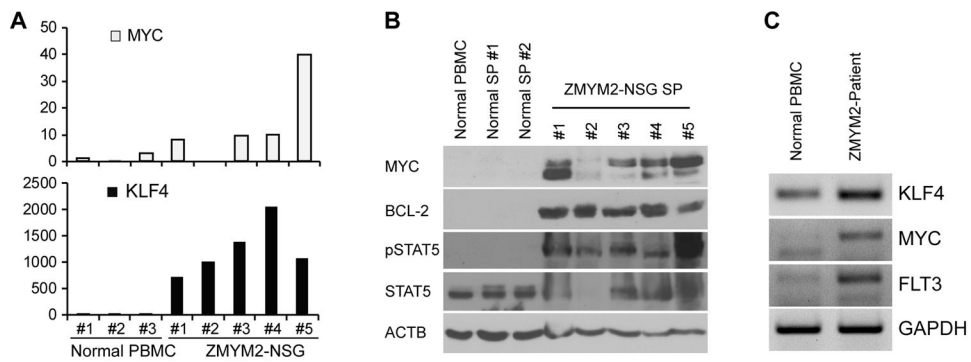 A
MYC
50
40
30
20
10
0
KLF4
2500
2000
1500
1000
500
0
#1 #2 #3 #1 #2 #3 #4 #5
Normal PBMC ZMYM2-NSG
B
Normal PBMC
Normal SP #1
Normal SP #2
ZMYM2-NSG SP
#1 #2 #3 #4 #5
MYC
BCL-2
pSTAT5
STAT5
ACTB
C
Normal PBMC
ZMYM2-Patient
KLF4
MYC
FLT3
GAPDH